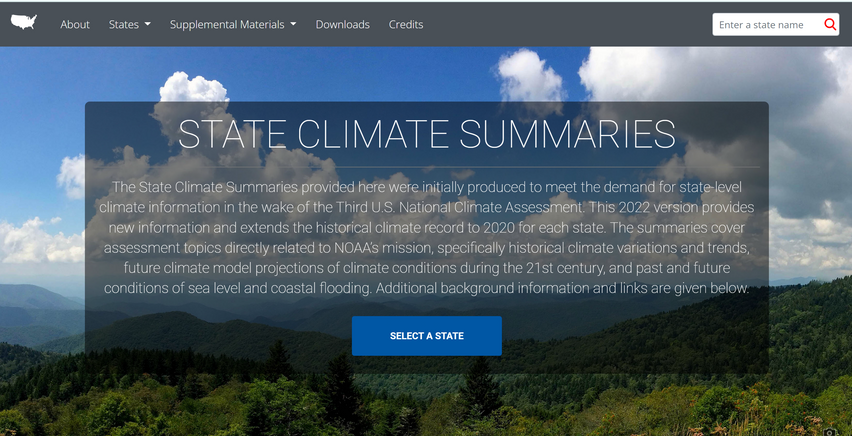 About
States
Supplemental Materials
Downloads
Credits
Enter a state name
STATE CLIMATE SUMMARIES
The State Climate Summaries provided here were initially produced to meet the demand for state-level
climate information in the wake of the Third U.S. National Climate Assessment. This 2022 version provides
new information and extends the historical climate record to 2020 for each state. The summaries cover
assessment topics directly related to NOAA's mission, specifically historical climate variations and trends,
future climate model projections of climate conditions during the 21st century, and past and future
conditions of sea level and coastal flooding. Additional background information and links are given below.
SELECT A STATE